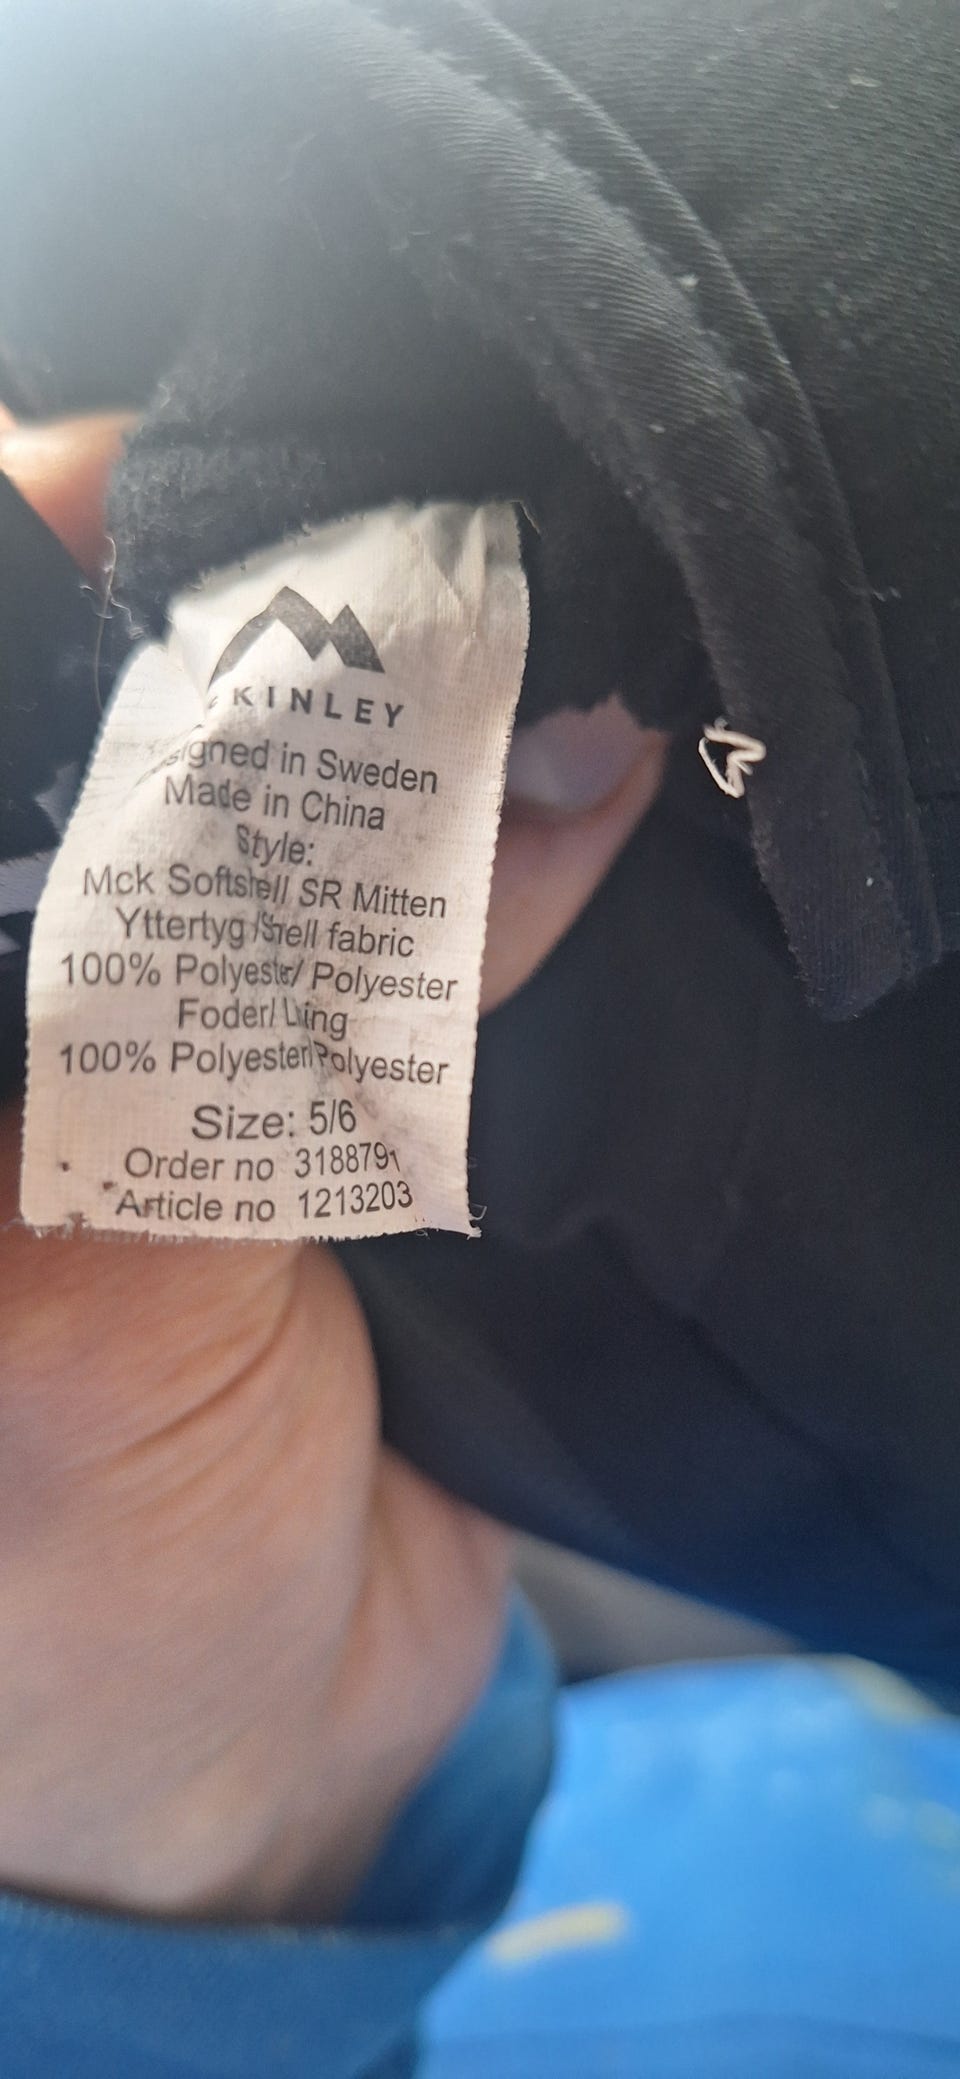 KINLEY
signed in Sweden
Made in China
Style:
Mck Softshell SR Mitten
Yttertyg/Shell fabric
100% Polyester/ Polyester
Foder/ Lining
100% Polyester/Polyester
Size: 5/6
Order no 3188791
Article no 1213203